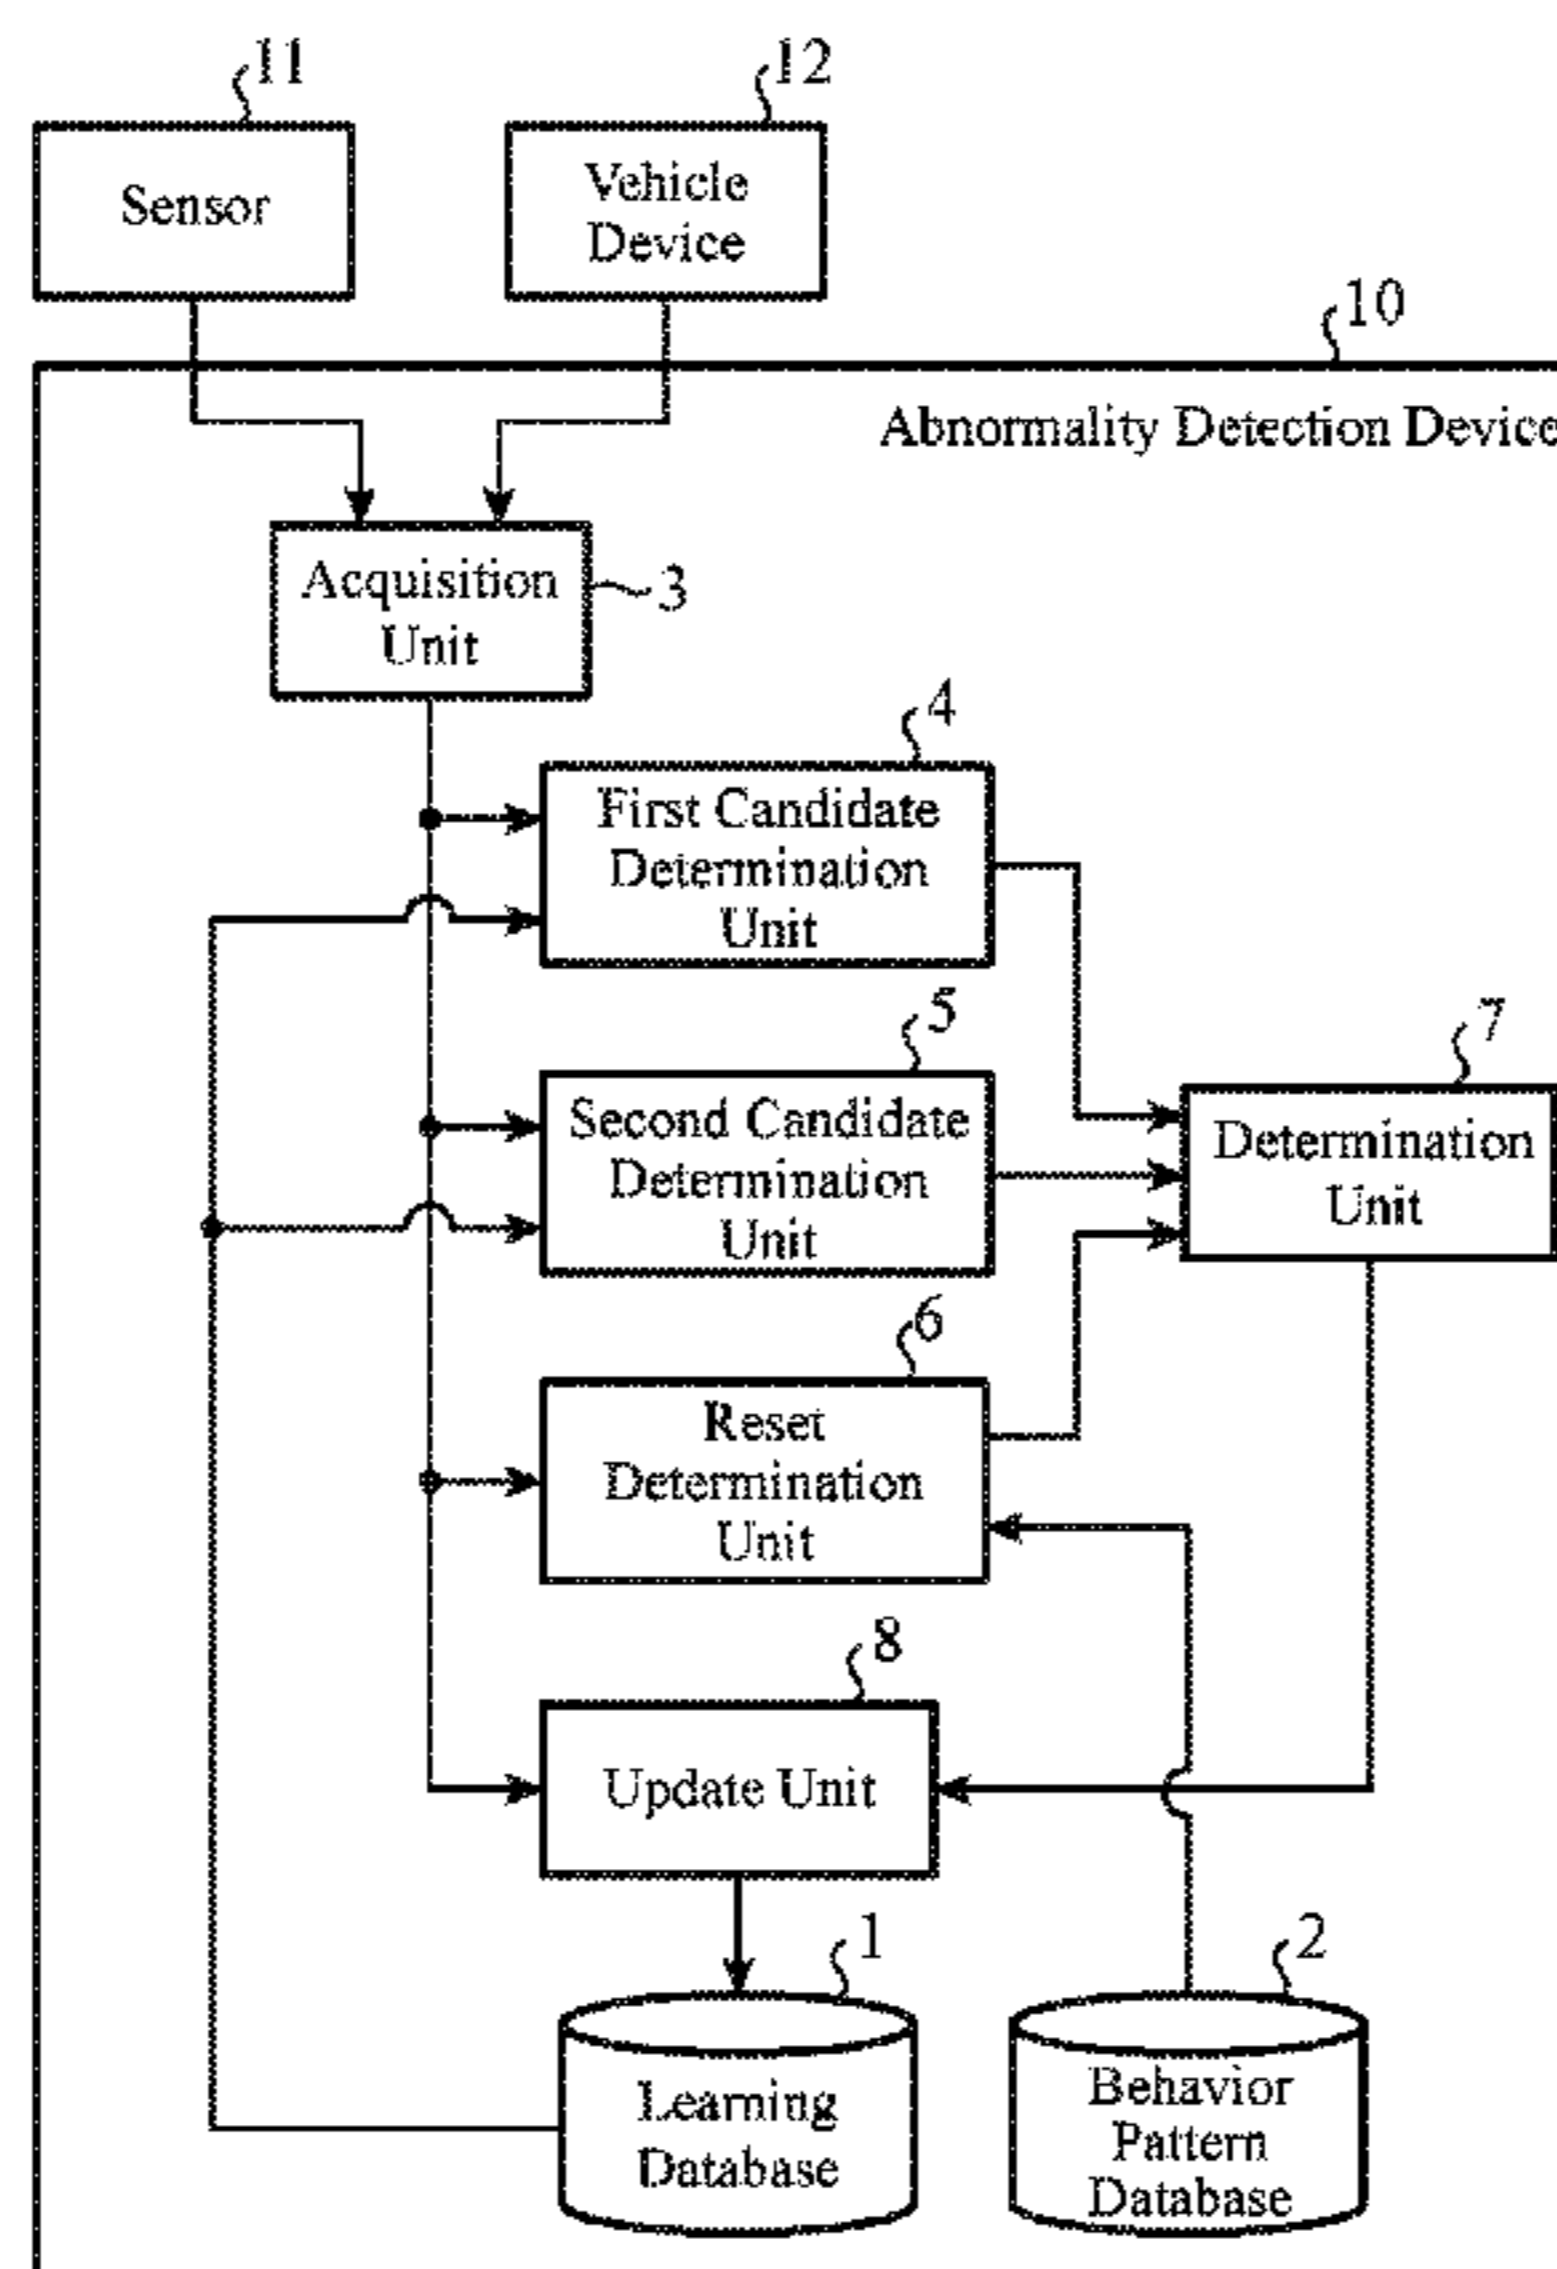 11
12
Sensor
Vehicle
Device
10
Abnormality Detection Device
Acquisition
Unit
3
4
First Candidate
Determination
Unit
5
Second Candidate
Determination
Unit
7
Determination
Unit
6
Reset
Determination
Unit
8
Update Unit
1
Learning
Database
2
Behavior
Pattern
Database